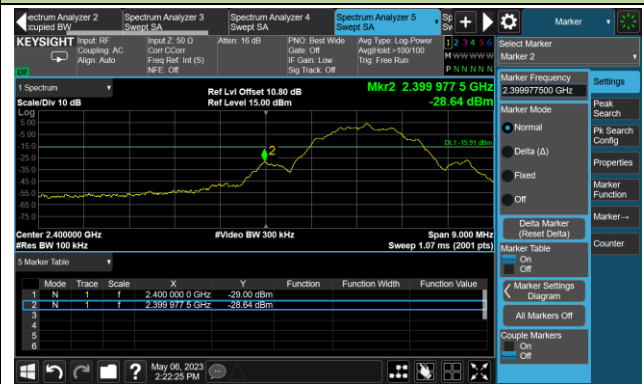 ectrum Analyzer 2
ccupied BW
Spectrum Analyzer 3
Swept SA
Spectrum Analyzer 4
Swept SA
Spectrum Analyzer 5
Swept SA
Sp
Marker
KEYSIGHT
Input: RF
Coupling: AC
Align: Auto
Input Z: 50 Ω
Corr CCorr
Freq Ref: Int (S)
NFE: Off
Atten: 16 dB
PNO: Best Wide
Gate: Off
IF Gain: Low
Sig Track: Off
Avg Type: Log-Power
Avg|Hold:>100/100
Trig: Free Run
1 2 3 4 5 6
M W W W W W
P N N N N N
LXI
Select Marker
Marker 2
1 Spectrum
Scale/Div 10 dB
Log
Ref Lvl Offset 10.80 dB
Ref Level 15.00 dBm
Mkr2 2.399 977 5 GHz
-28.64 dBm
5.00
-5.00
-15.0
-25.0
-35.0
-45.0
-55.0
-65.0
-75.0
2
DL1 -15.91 dBm
Center 2.400000 GHz
#Res BW 100 kHz
#Video BW 300 kHz
Span 9.000 MHz
Sweep 1.07 ms (2001 pts)
5 Marker Table
Mode Trace Scale X Y Function Function Width Function Value
1 N 1 f 2.400 000 0 GHz -29.00 dBm
2 N 1 f 2.399 977 5 GHz -28.64 dBm
3
4
5
6
Marker Frequency
2.399977500 GHz
Marker Mode
Normal
Delta (Δ)
Fixed
Off
Delta Marker
(Reset Delta)
Marker Table
On
Off
Marker Settings
Diagram
All Markers Off
Couple Markers
On
Off
Settings
Peak
Search
Pk Search
Config
Properties
Marker
Function
Marker→
Counter
May 06, 2023
2:22:25 PM